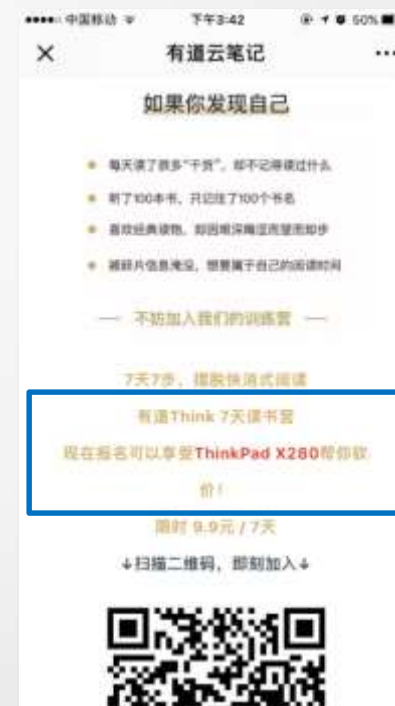 中国移动 下午3:42 50%
有道云笔记
如果你发现自己
每天读了很多“干货”，却不记得读过什么
听了100本书，只记住了100个书名
喜欢经典读物，却因艰深晦涩而望而却步
被碎片信息淹没，想要属于自己的阅读时间
— 不妨加入我们的训练营 —
7天7步，摆脱快消式阅读
有道Think 7天读书营
现在报名可以享受ThinkPad X280帮你砍
价！
限时 9.9元 / 7天
↓扫描二维码，即刻加入↓